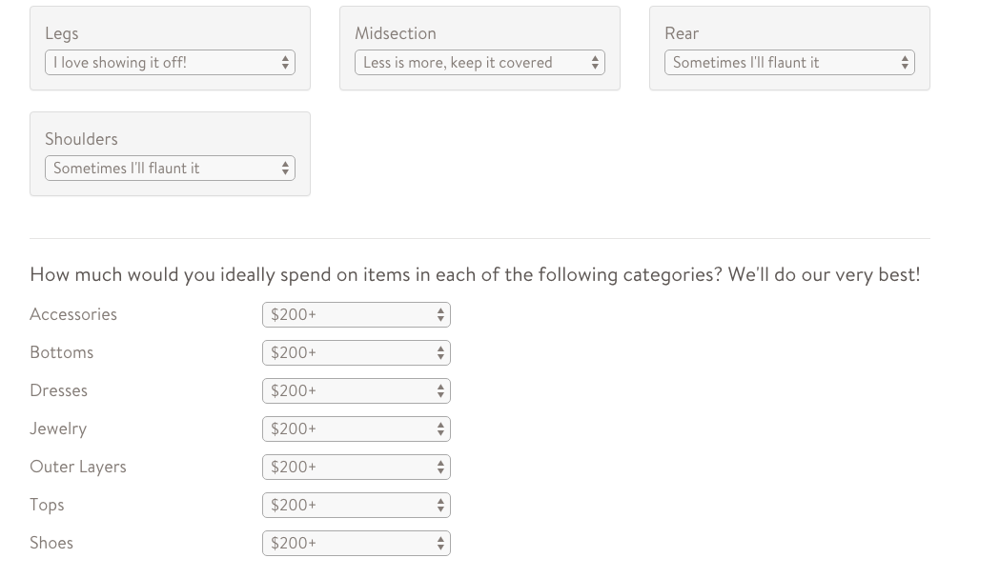 Legs
Midsection
Rear
I love showing it off!
Less is more, keep it covered
Sometimes I'll flaunt it
Shoulders
Sometimes I'll flaunt it
How much would you ideally spend on items in each of the following categories? We'll do our very best!
Accessories $200+
Bottoms $200+
Dresses $200+
Jewelry $200+
Outer Layers $200+
Tops $200+
Shoes $200+